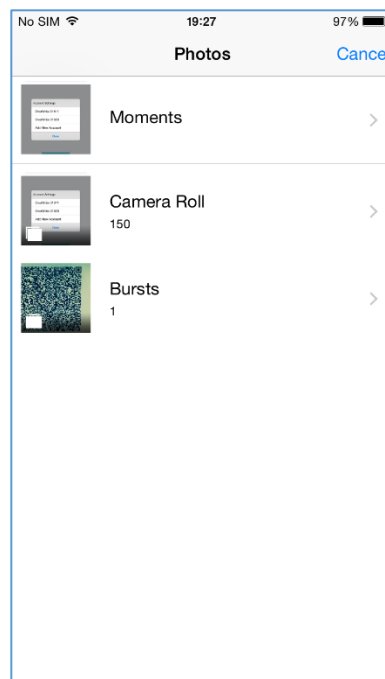 No SIM 19:27 97%
Photos Cance
Moments
Camera Roll
150
Bursts
1